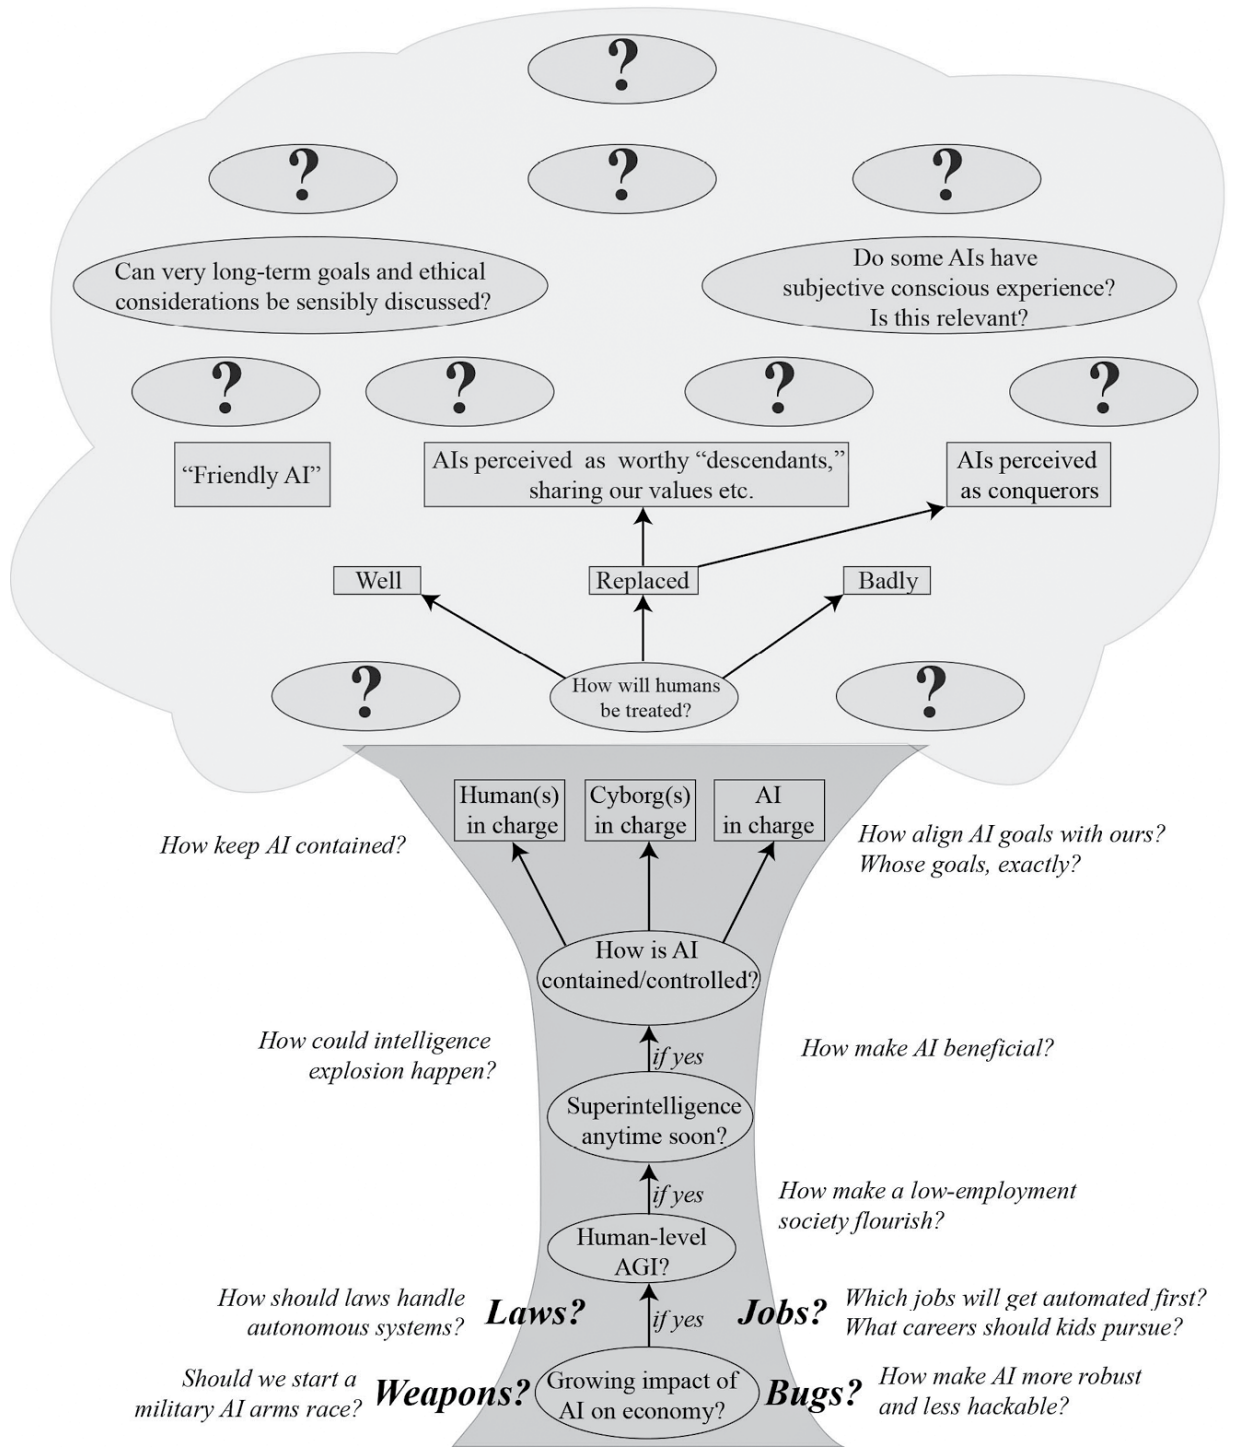 ?
?
?
?
Can very long-term goals and ethical
considerations be sensibly discussed?
Do some AIs have
subjective conscious experience?
Is this relevant?
?
?
?
?
“Friendly AI”
AIs perceived as worthy “descendants,”
sharing our values etc.
AIs perceived
as conquerors
Well
Replaced
Badly
?
How will humans
be treated?
?
Human(s)
in charge
Cyborg(s)
in charge
AI
in charge
How keep AI contained?
How align AI goals with ours?
Whose goals, exactly?
How is AI
contained/controlled?
How could intelligence
explosion happen?
if yes
How make AI beneficial?
Superintelligence
anytime soon?
if yes
How make a low-employment
society flourish?
Human-level
AGI?
How should laws handle
autonomous systems?
Laws?
if yes
Jobs?
Which jobs will get automated first?
What careers should kids pursue?
Should we start a
military AI arms race?
Weapons?
Growing impact of
AI on economy?
Bugs?
How make AI more robust
and less hackable?